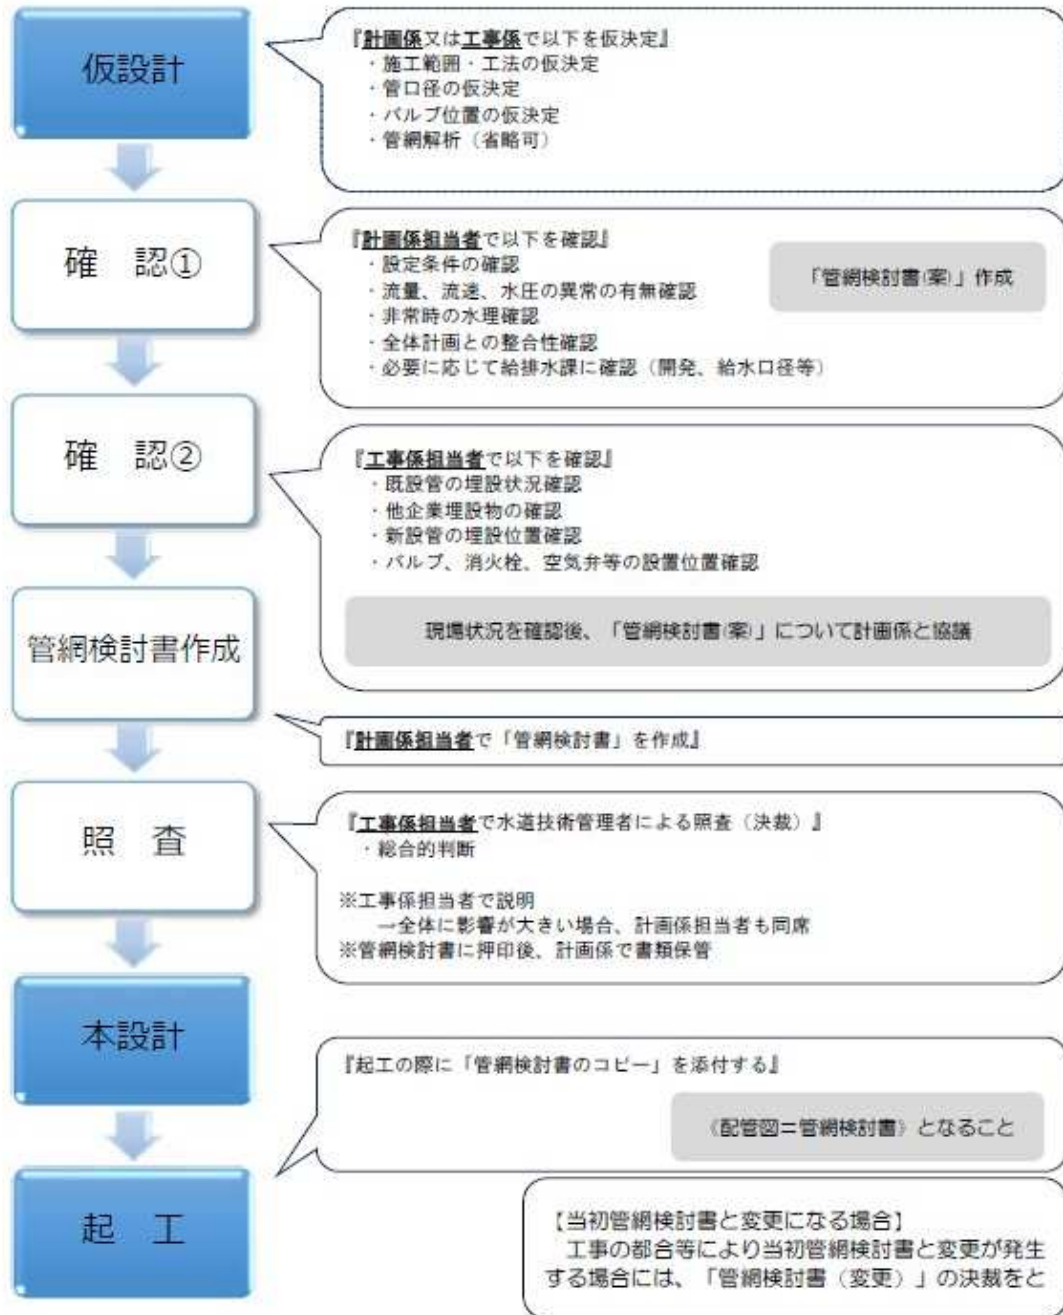 仮設計
『計画係又は工事係で以下を仮決定』
・施工範囲・工法の仮決定
・管口径の仮決定
・バルブ位置の仮決定
・管網解析（省略可）
確　認①
『計画係担当者で以下を確認』
・設定条件の確認
・流量、流速、水圧の異常の有無確認
・非常時の水理確認
・全体計画との整合性確認
・必要に応じて給排水課に確認（開発、給水口径等）
「管網検討書(案)」作成
確　認②
『工事係担当者で以下を確認』
・既設管の埋設状況確認
・他企業埋設物の確認
・新設管の埋設位置確認
・バルブ、消火栓、空気弁等の設置位置確認
現場状況を確認後、「管網検討書(案)」について計画係と協議
管網検討書作成
『計画係担当者で「管網検討書」を作成』
照　査
『工事係担当者で水道技術管理者による照査（決裁）』
・総合的判断
※工事係担当者で説明
→全体に影響が大きい場合、計画係担当者も同席
※管網検討書に押印後、計画係で書類保管
本設計
『起工の際に「管網検討書のコピー」を添付する』
《配管図＝管網検討書》となること
起　工
【当初管網検討書と変更になる場合】
工事の都合等により当初管網検討書と変更が発生
する場合には、「管網検討書（変更）」の決裁をと